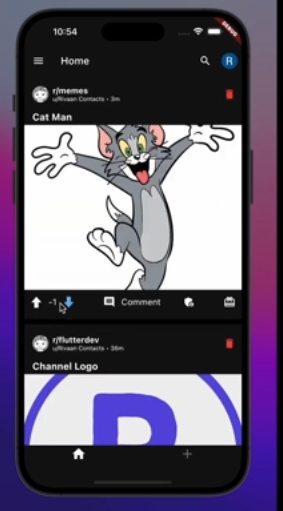 10:54
DEBUG
Home
R
r/memes
u/Rivaan Contacts • 3m
Cat Man
-1
Comment
r/flutterdev
u/Rivaan Contacts • 36m
Channel Logo
R